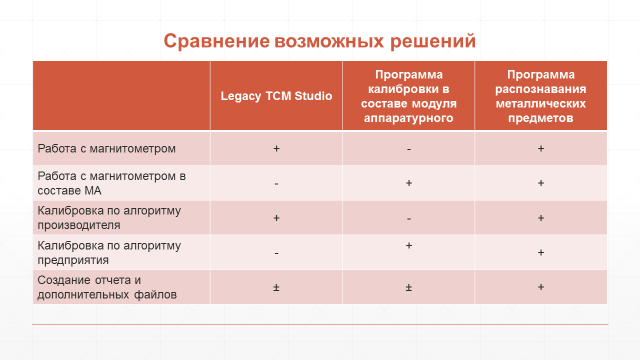 Сравнение возможных решений
Legacy TCM Studio
Программа
калибровки в
составе модуля
аппаратурного
Программа
распознавания
металлических
предметов
Работа с магнитометром
+
-
+
Работа с магнитометром в
составе МА
-
+
+
Калибровка по алгоритму
производителя
+
-
+
Калибровка по алгоритму
предприятия
-
+
+
Создание отчета и
дополнительных файлов
±
±
+